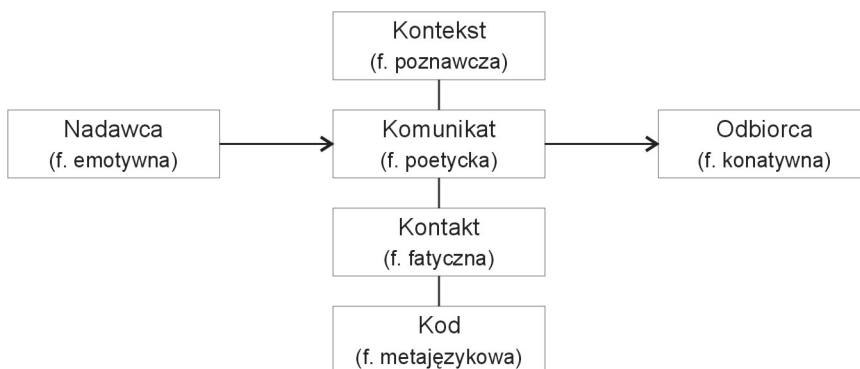 Kontekst
(f. poznawcza)
Nadawca
(f. emotywna)
Komunikat
(f. poetycka)
Odbiorca
(f. konatywna)
Kontakt
(f. fatyczna)
Kod
(f. metajęzykowa)